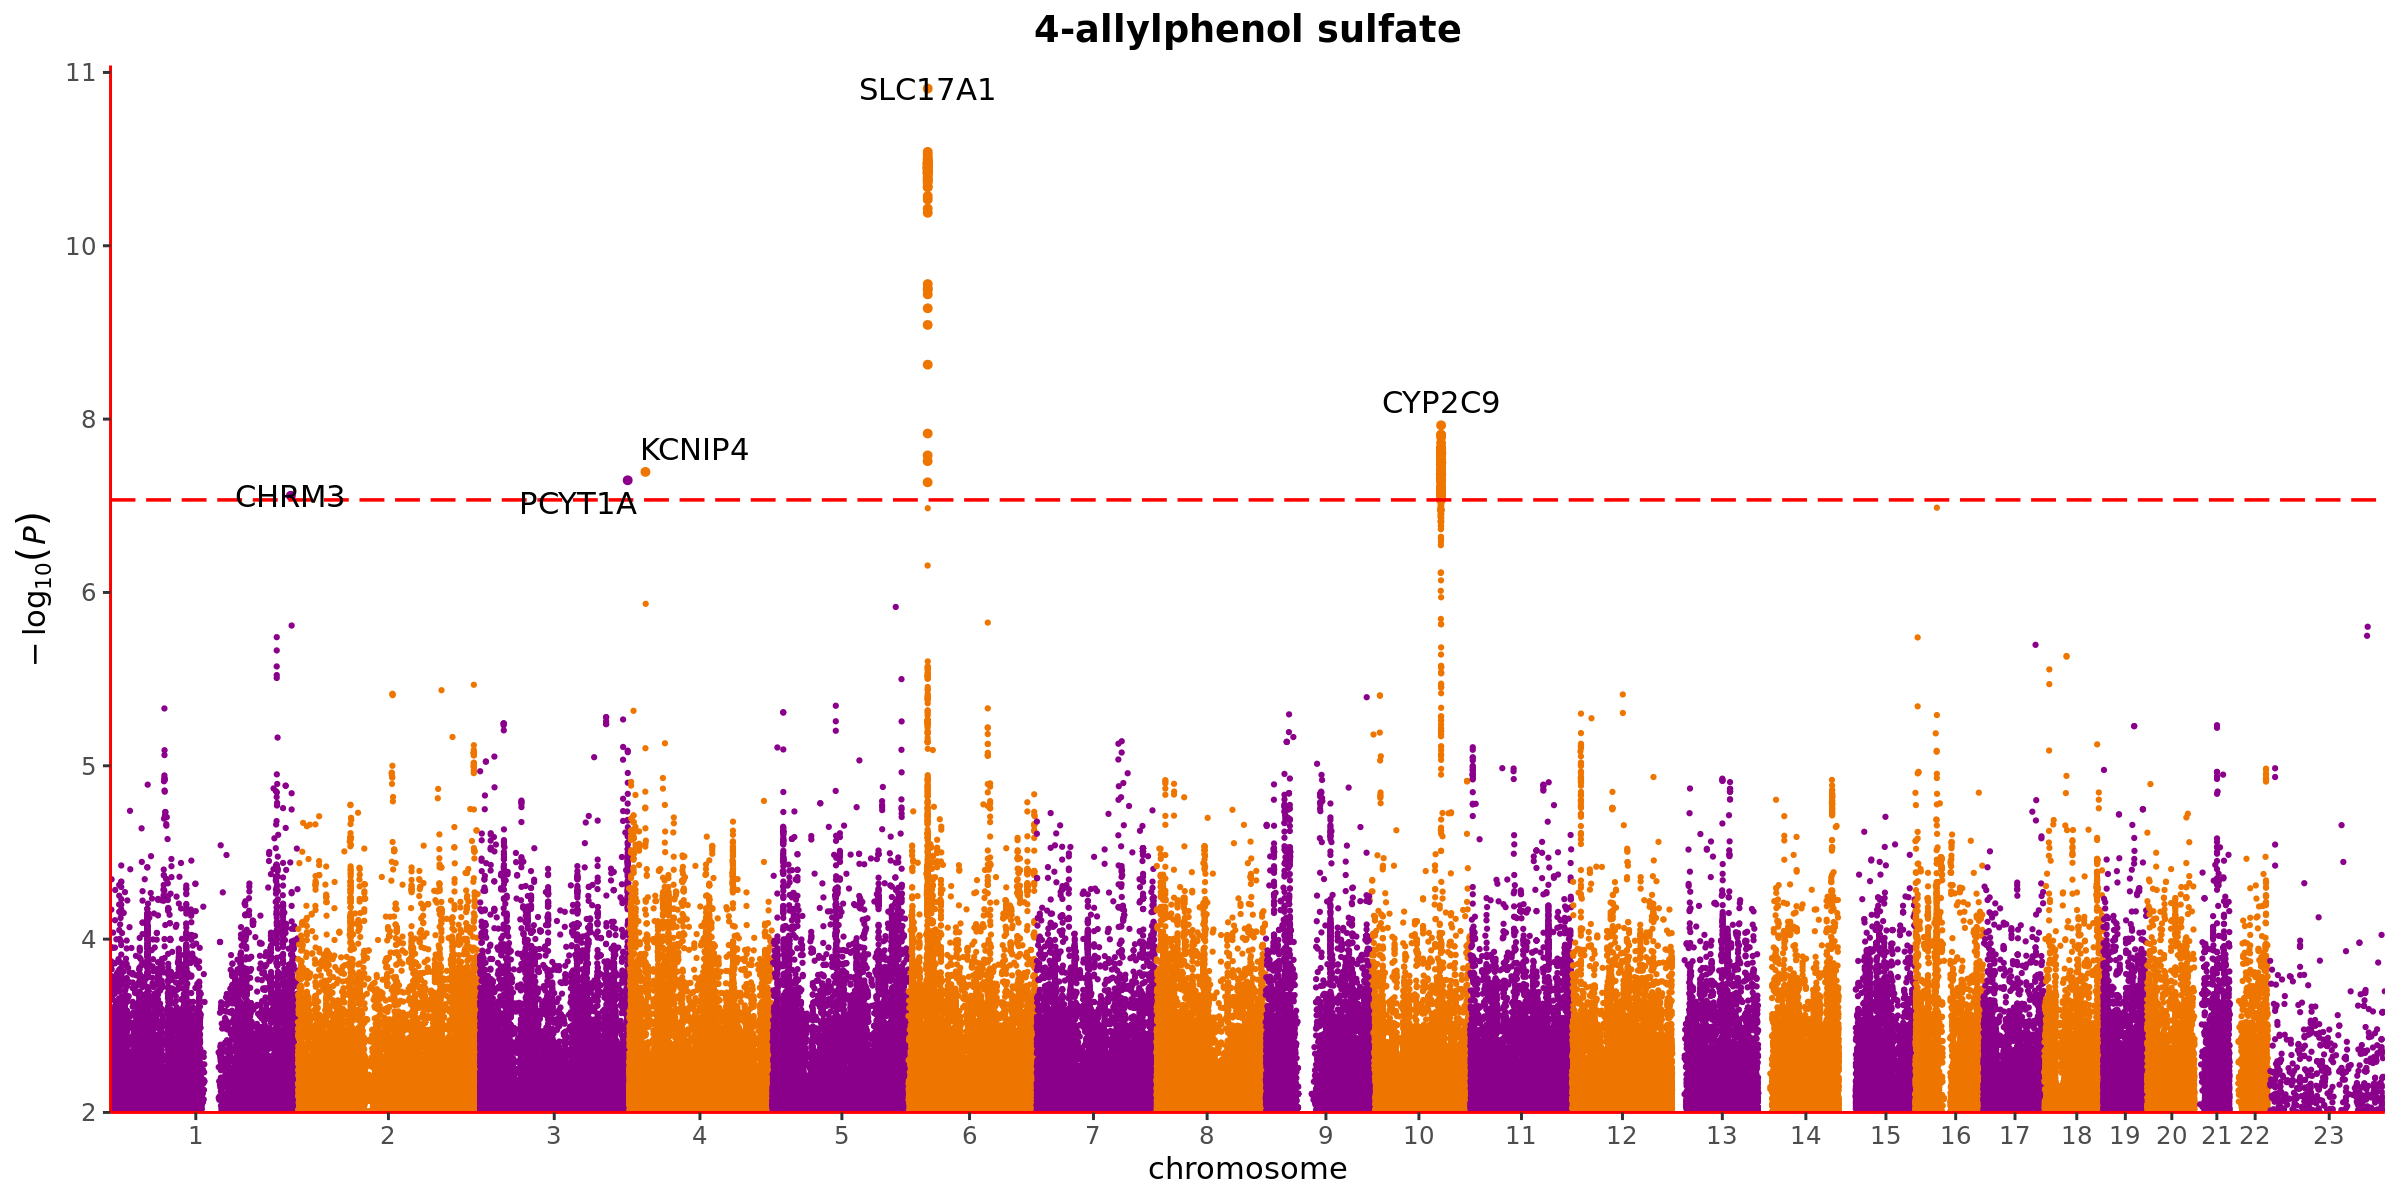 4-allylphenol sulfate
11
SLC17A1
10
8
CYP2C9
KCNIP4
CHRM3
PCYT1A
6
5
4
2
− log10(P)
1 2 3 4 5 6 7 8 9 10 11 12 13 14 15 16 17 18 19 20 21 22 23
chromosome